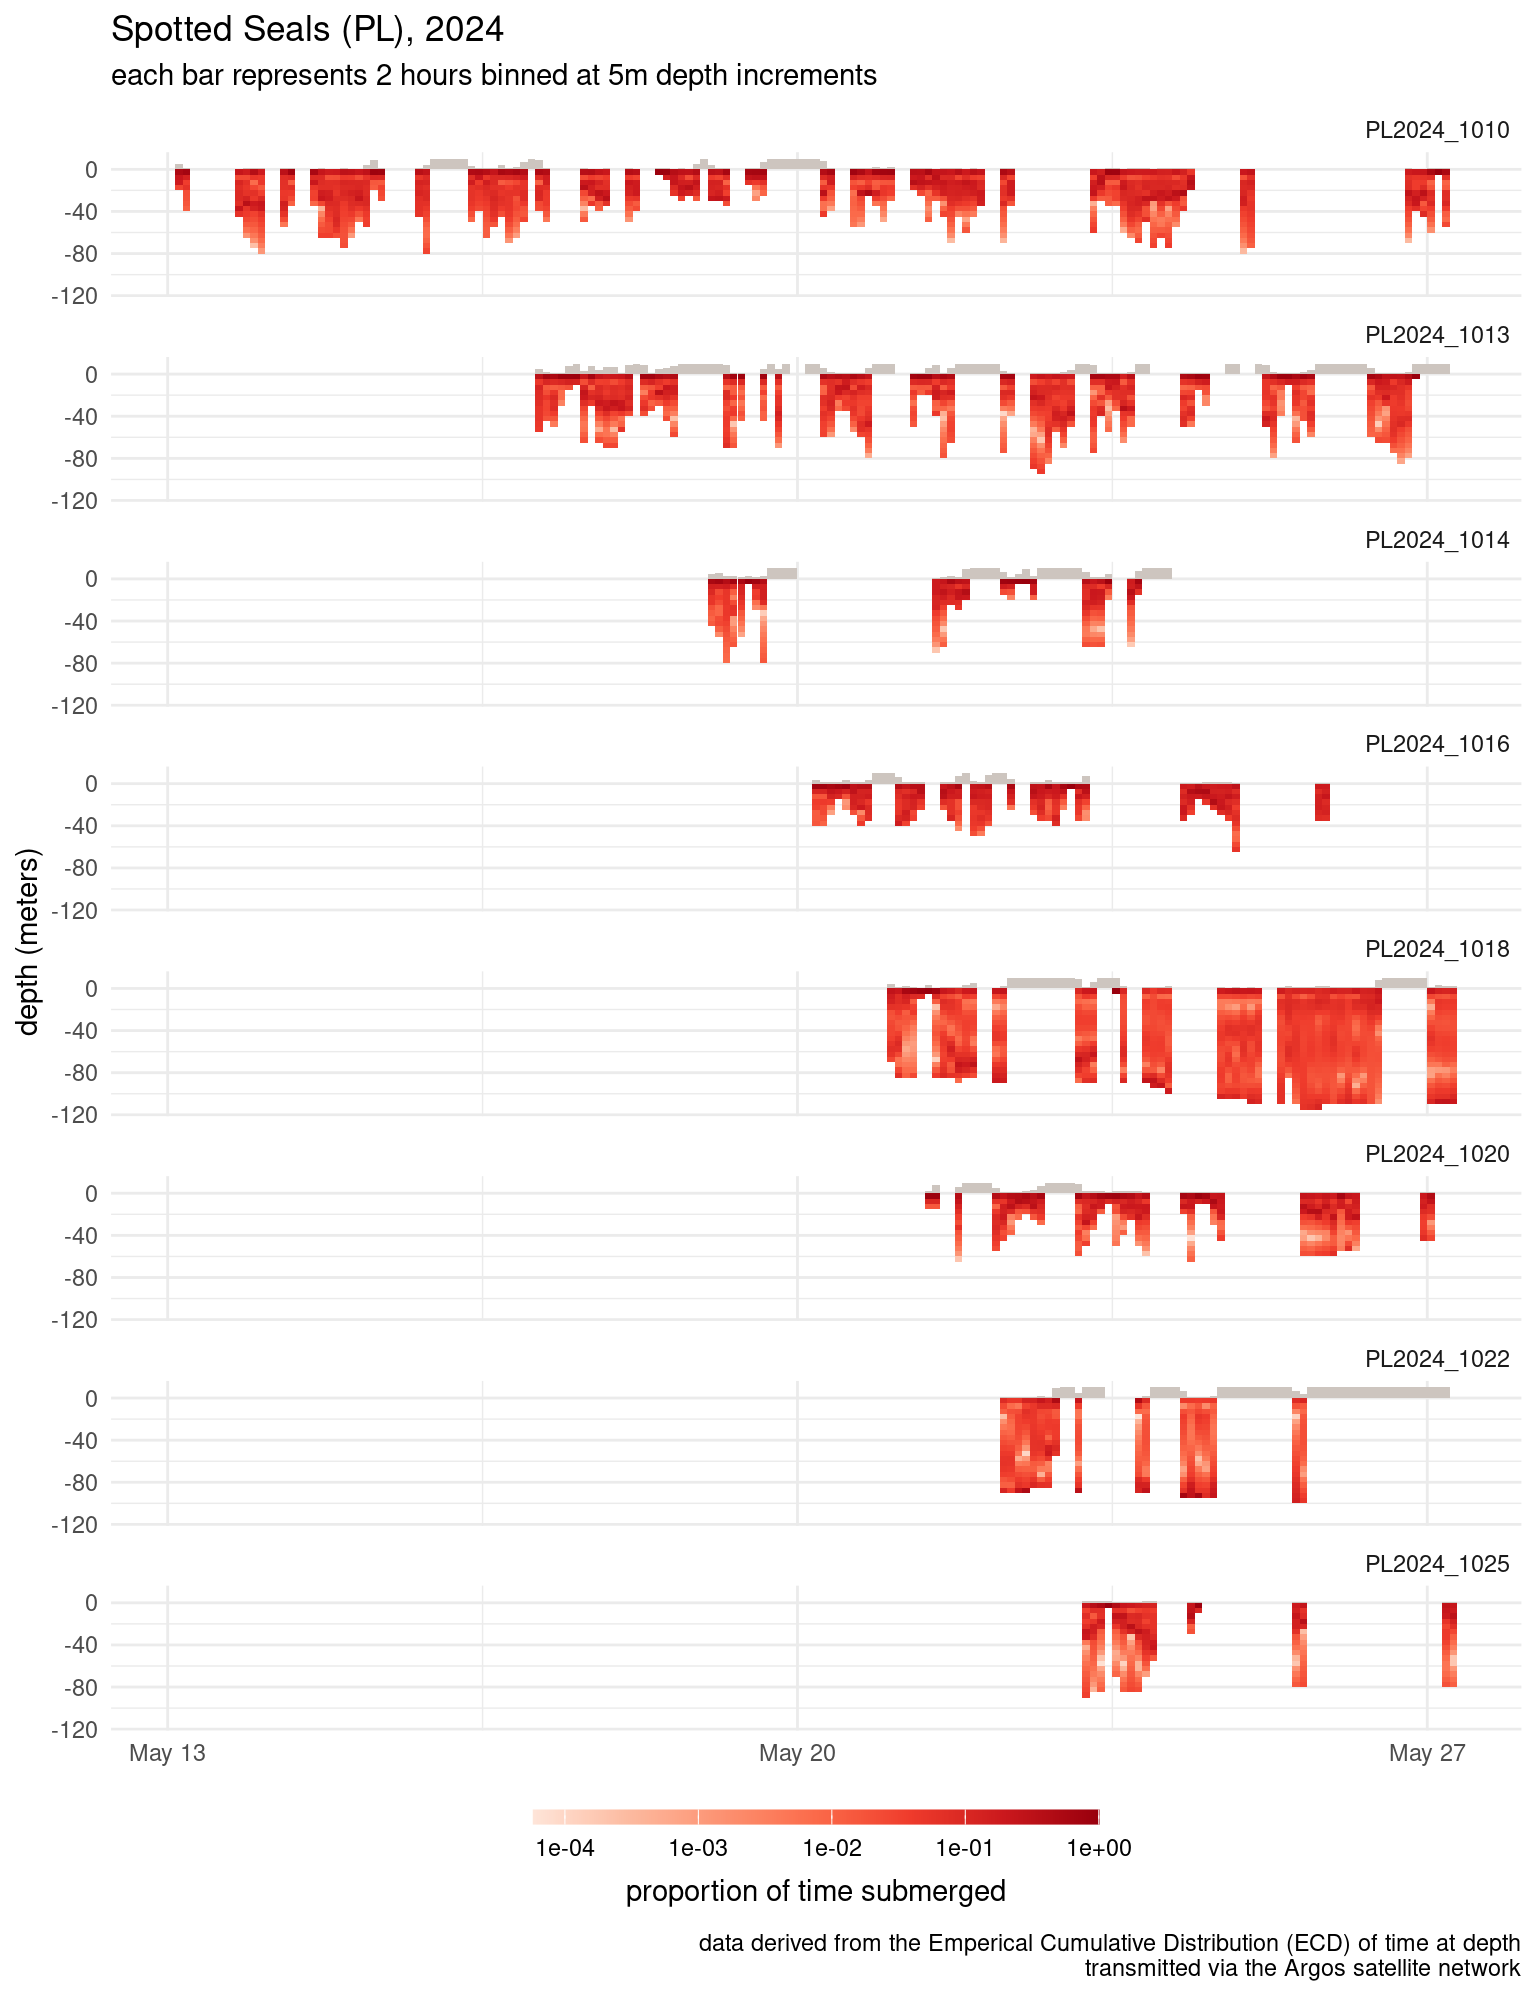 Spotted Seals (PL), 2024
each bar represents 2 hours binned at 5m depth increments
PL2024_1010
0
-40
-80
-120
PL2024_1013
0
-40
-80
-120
PL2024_1014
0
-40
-80
-120
PL2024_1016
0
-40
-80
-120
depth (meters)
PL2024_1018
0
-40
-80
-120
PL2024_1020
0
-40
-80
-120
PL2024_1022
0
-40
-80
-120
PL2024_1025
0
-40
-80
-120
May 13 May 20 May 27
1e-04 1e-03 1e-02 1e-01 1e+00
proportion of time submerged
data derived from the Emperical Cumulative Distribution (ECD) of time at depth
transmitted via the Argos satellite network